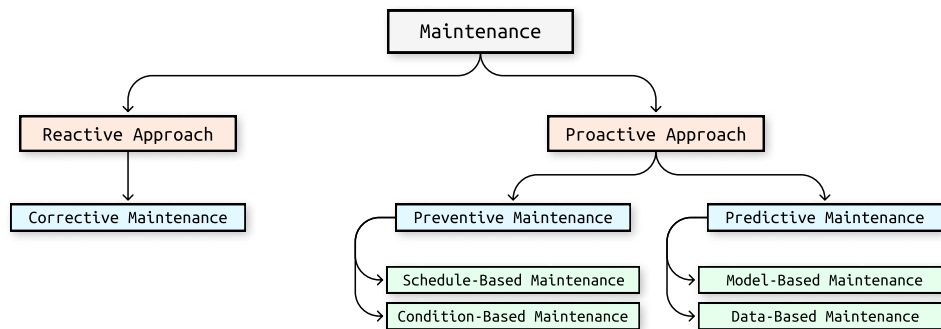 Maintenance
Reactive Approach
Proactive Approach
Corrective Maintenance
Preventive Maintenance
Predictive Maintenance
Schedule-Based Maintenance
Model-Based Maintenance
Condition-Based Maintenance
Data-Based Maintenance